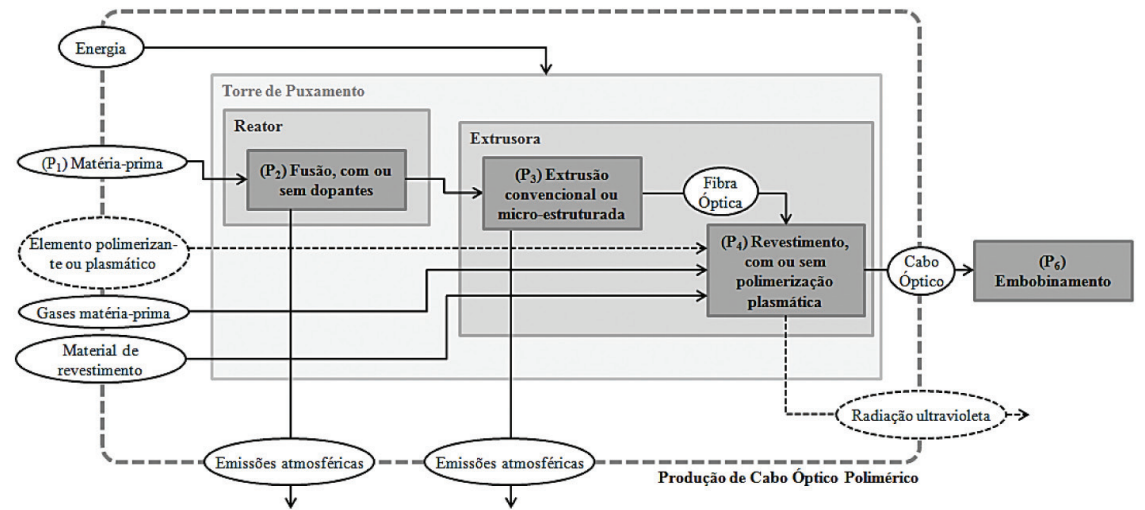 Energia
Torre de Puxamento
Reator
Extrusora
(P1) Matéria-prima
(P2) Fusão, com ou
sem dopantes
(P3) Extrusão
convencional ou
micro-estruturada
Fibra
Óptica
Elemento polimerizan-
te ou plasmático
(P4) Revestimento,
com ou sem
polimerização
plasmática
Cabo
Óptico
(P6)
Embobinamento
Gases matéria-prima
Material de
revestimento
Radiação ultravioleta
Emissões atmosféricas
Emissões atmosféricas
Produção de Cabo Óptico Polimérico